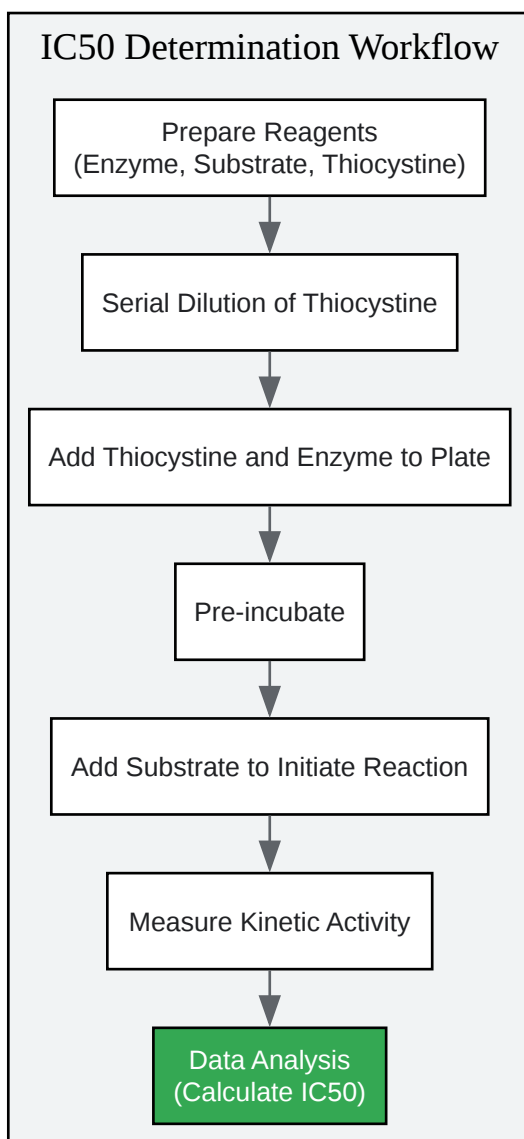 IC50 Determination Workflow
Prepare Reagents
(Enzyme, Substrate, Thiocystine)
Serial Dilution of Thiocystine
Add Thiocystine and Enzyme to Plate
Pre-incubate
Add Substrate to Initiate Reaction
Measure Kinetic Activity
Data Analysis
(Calculate IC50)